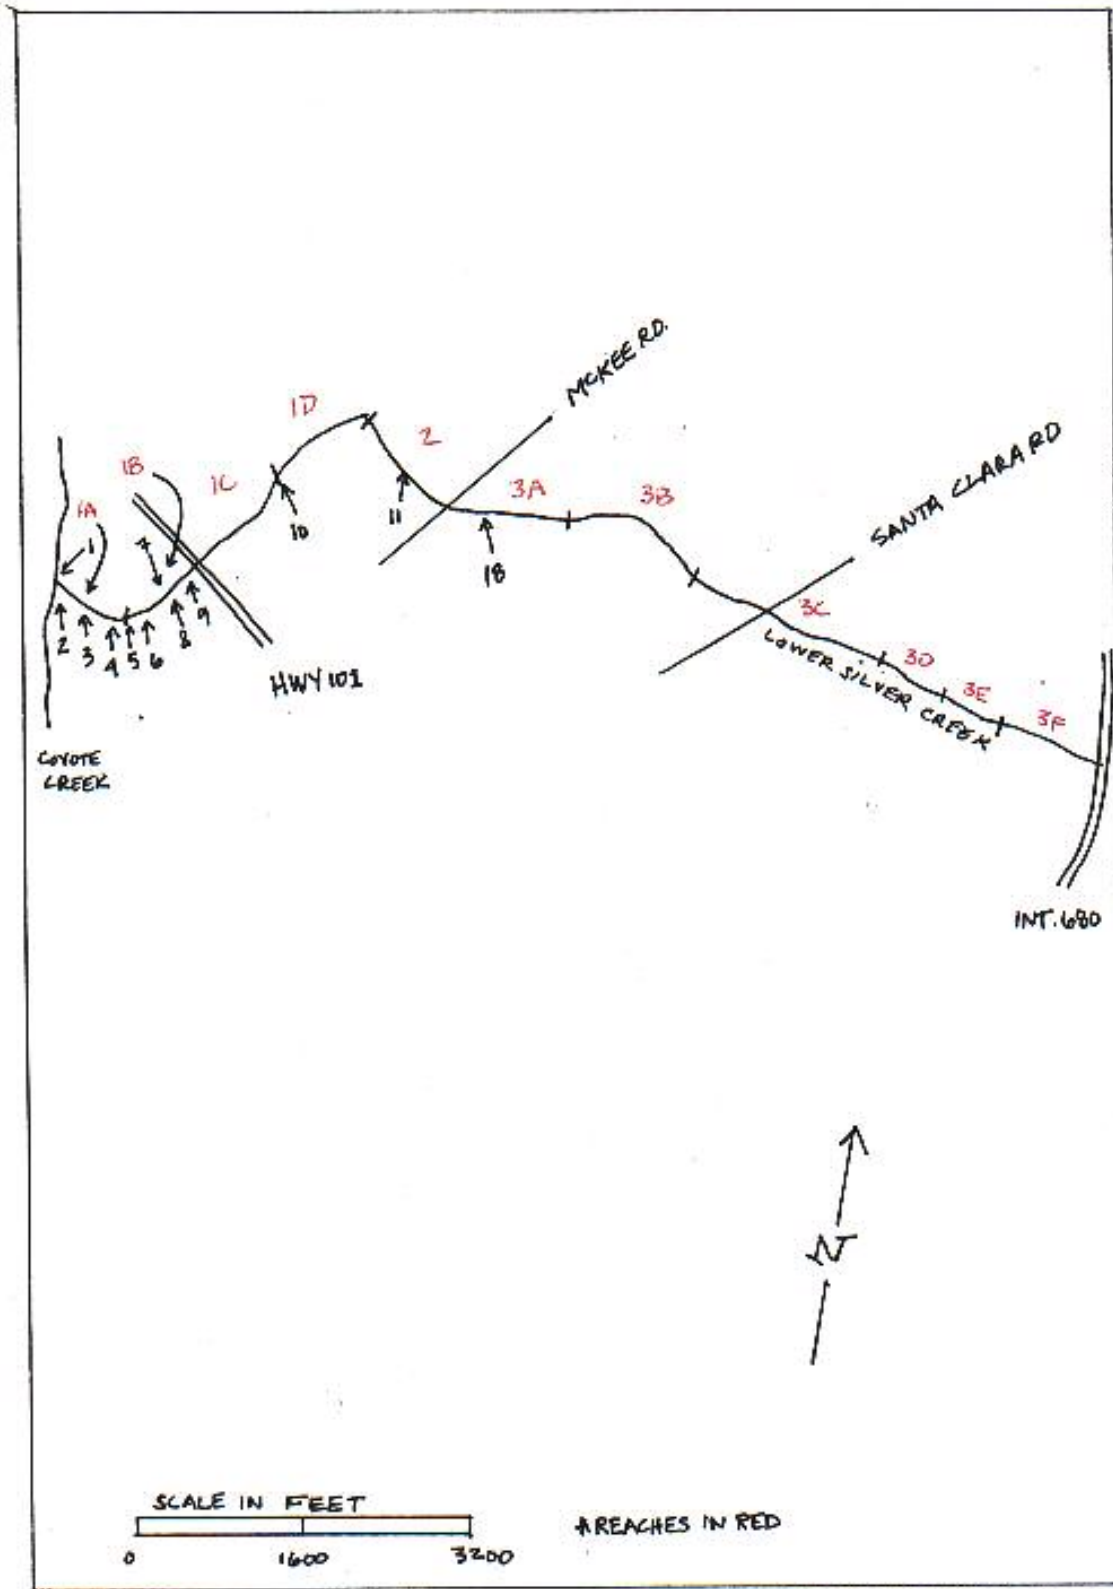 McKEE RD.
1D
2
SANTA CLARA RD
1B
1C
3A
3B
1A
1
7
10
11
18
2
3
4
5
6
8
9
3C
LOWER SILVER CREEK
3D
3E
3F
HWY 101
COYOTE
CREEK
INT. 680
N
SCALE IN FEET
0 1600 3200
*REACHES IN RED